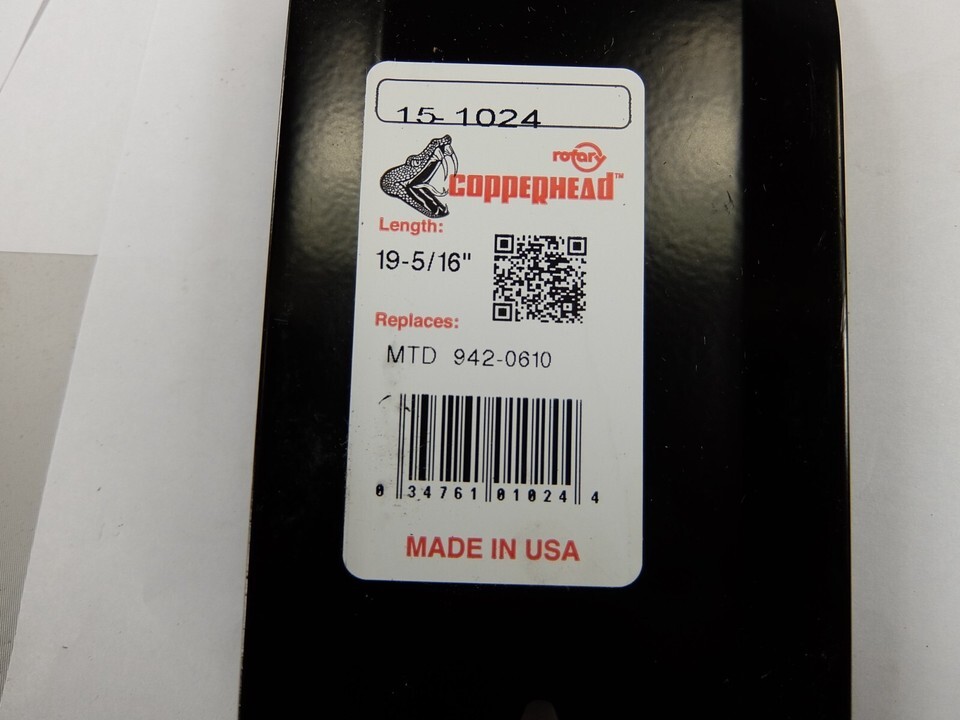 15-1024
rotary
COPPERHEAD™
Length:
19-5/16"
Replaces:
MTD 942-0610
0 34761 01024 4
MADE IN USA